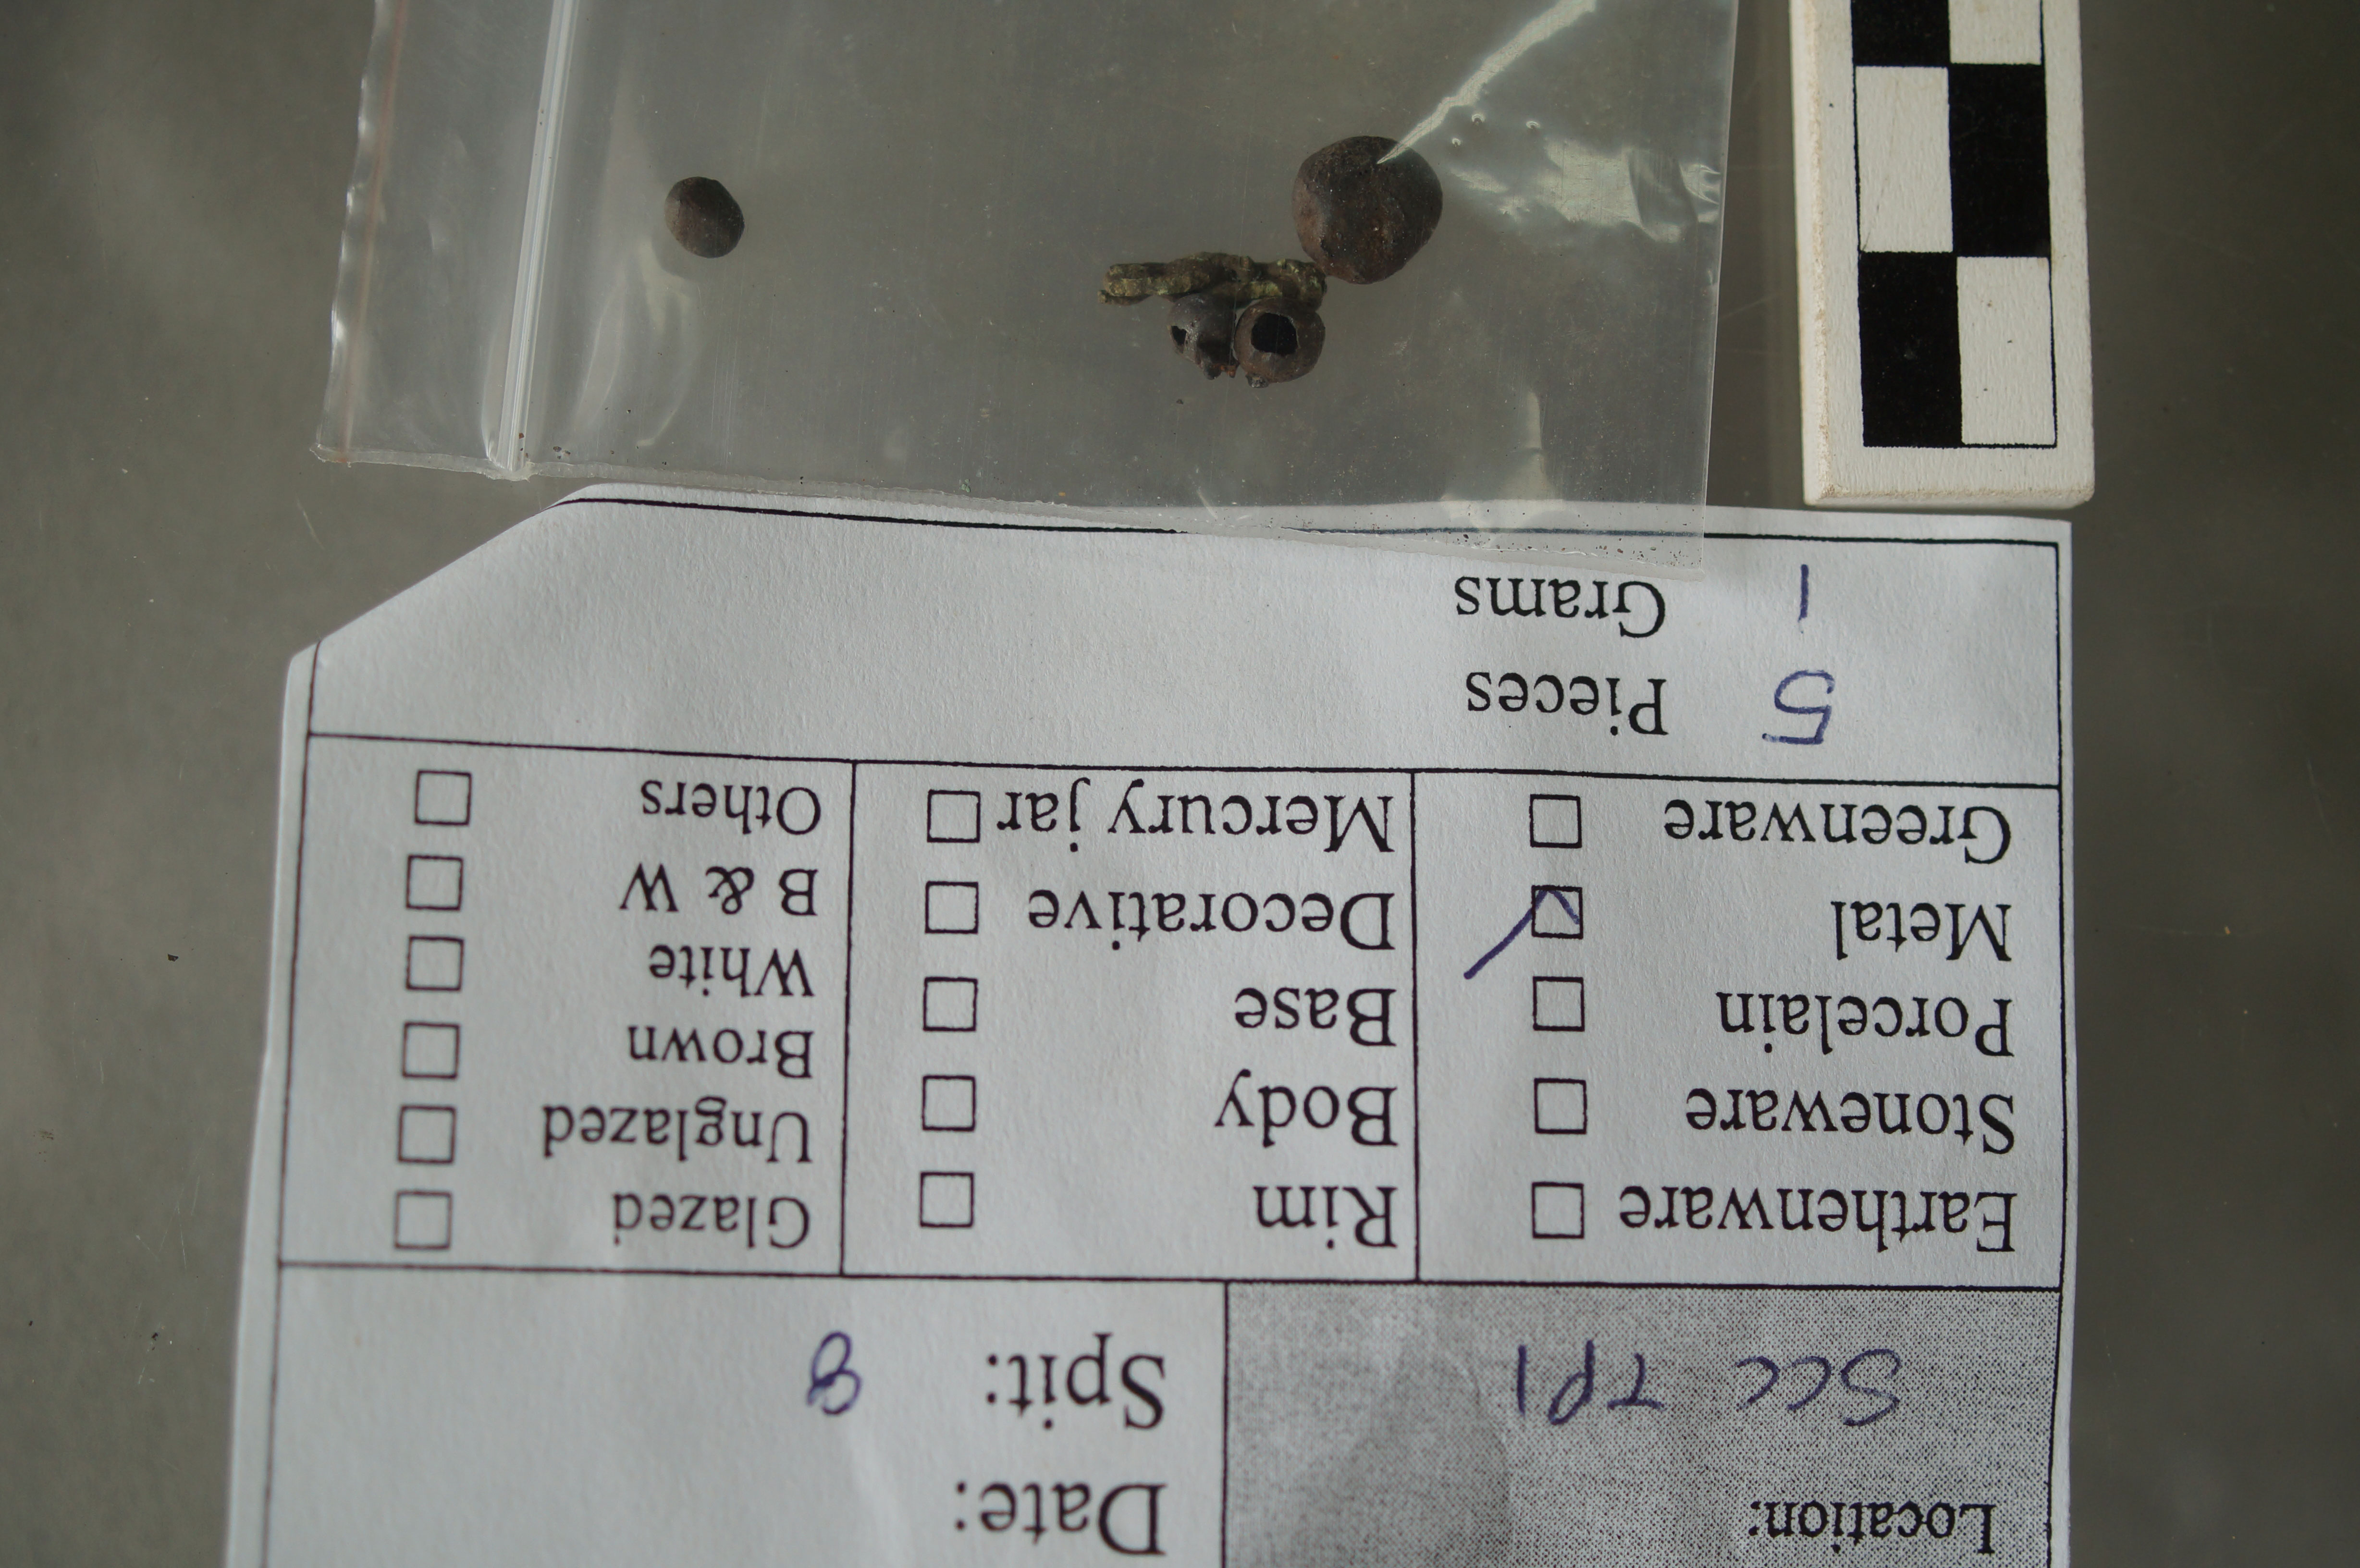 Location:
SCC TP1
Date:
Spit: 8
Earthenware ☐ Rim ☐ Glazed ☐
Stoneware ☐ Body ☐ Unglazed ☐
Porcelain ☐ Base ☐ Brown ☐
Metal ☑ Decorative ☐ White ☐
Greenware ☐ Mercury jar ☐ B & W ☐
Others ☐
5 Pieces
1 Grams